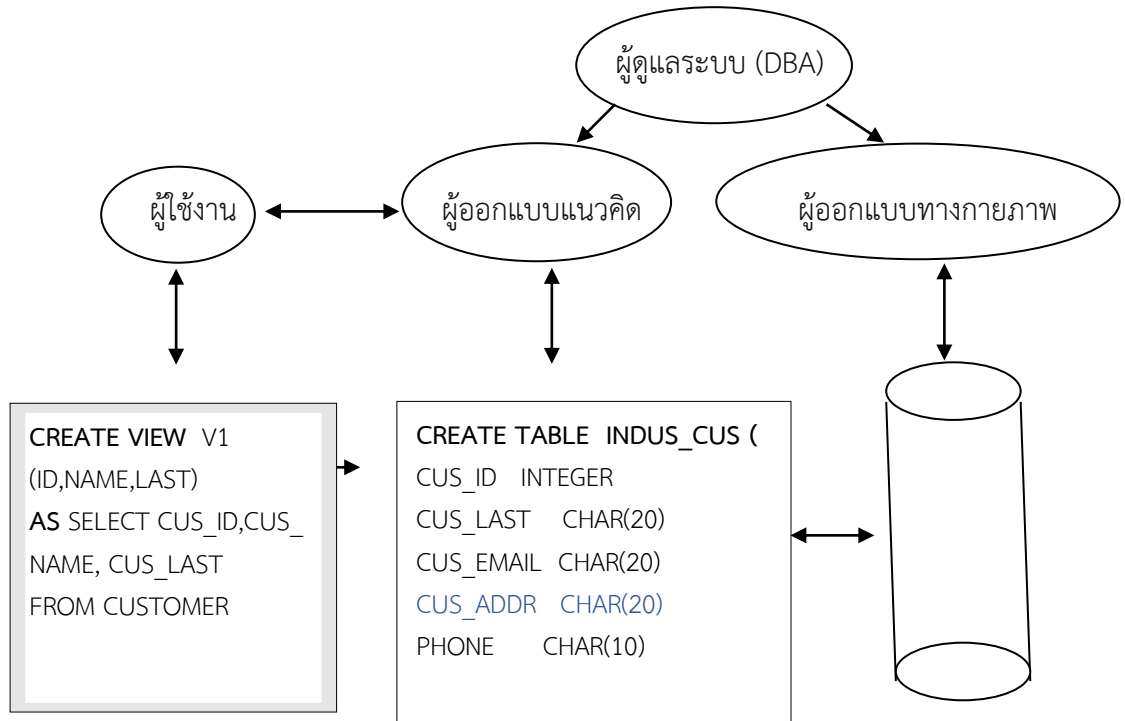 ผู้ดูแลระบบ (DBA)
ผู้ใช้งาน
ผู้ออกแบบแนวคิด
ผู้ออกแบบทางกายภาพ
CREATE VIEW V1
(ID,NAME,LAST)
AS SELECT CUS_ID,CUS_
NAME, CUS_LAST
FROM CUSTOMER
CREATE TABLE INDUS_CUS (
CUS_ID INTEGER
CUS_LAST CHAR(20)
CUS_EMAIL CHAR(20)
CUS_ADDR CHAR(20)
PHONE CHAR(10)